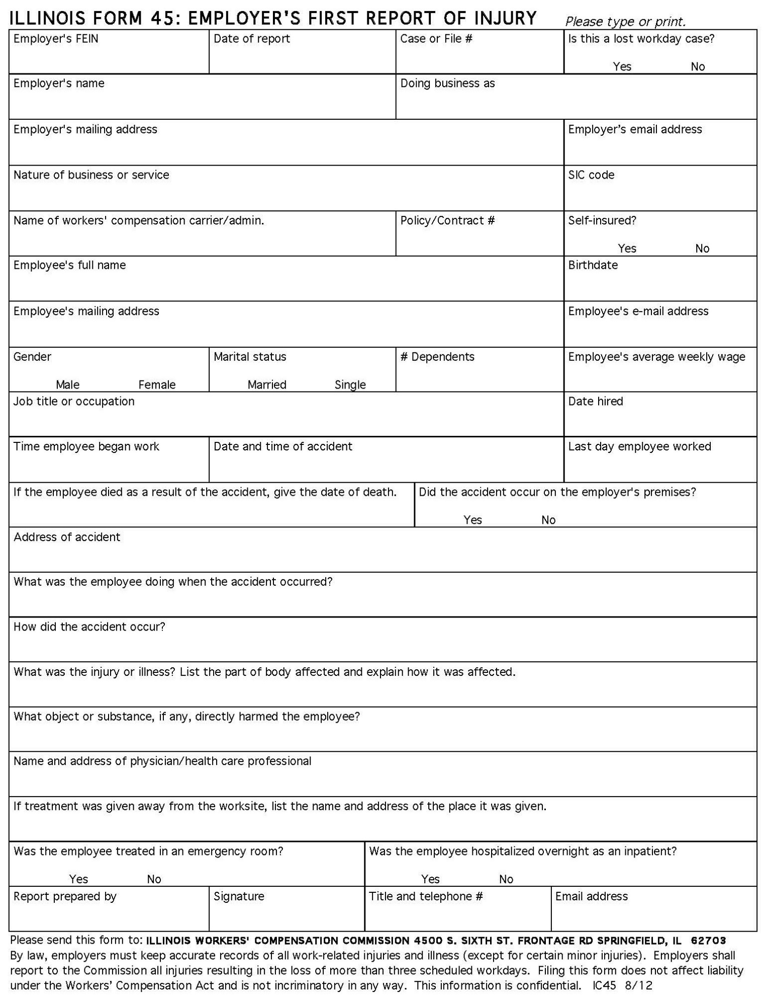 ILLINOIS FORM 45: EMPLOYER'S FIRST REPORT OF INJURY Please type or print.
Employer's FEIN Date of report Case or File # Is this a lost workday case?
Yes No
Employer's name Doing business as
Employer's mailing address Employer’s email address
Nature of business or service SIC code
Name of workers' compensation carrier/admin. Policy/Contract # Self-insured?
Yes No
Employee's full name Birthdate
Employee's mailing address Employee's e-mail address
Gender Marital status # Dependents Employee's average weekly wage
Male Female Married Single
Job title or occupation Date hired
Time employee began work Date and time of accident Last day employee worked
If the employee died as a result of the accident, give the date of death. Did the accident occur on the employer's premises?
Yes No
Address of accident
What was the employee doing when the accident occurred?
How did the accident occur?
What was the injury or illness? List the part of body affected and explain how it was affected.
What object or substance, if any, directly harmed the employee?
Name and address of physician/health care professional
If treatment was given away from the worksite, list the name and address of the place it was given.
Was the employee treated in an emergency room? Was the employee hospitalized overnight as an inpatient?
Yes No Yes No
Report prepared by Signature Title and telephone # Email address
Please send this form to: ILLINOIS WORKERS' COMPENSATION COMMISSION 4500 S. SIXTH ST. FRONTAGE RD SPRINGFIELD, IL 62703
By law, employers must keep accurate records of all work-related injuries and illness (except for certain minor injuries). Employers shall
report to the Commission all injuries resulting in the loss of more than three scheduled workdays. Filing this form does not affect liability
under the Workers’ Compensation Act and is not incriminatory in any way. This information is confidential. IC45 8/12